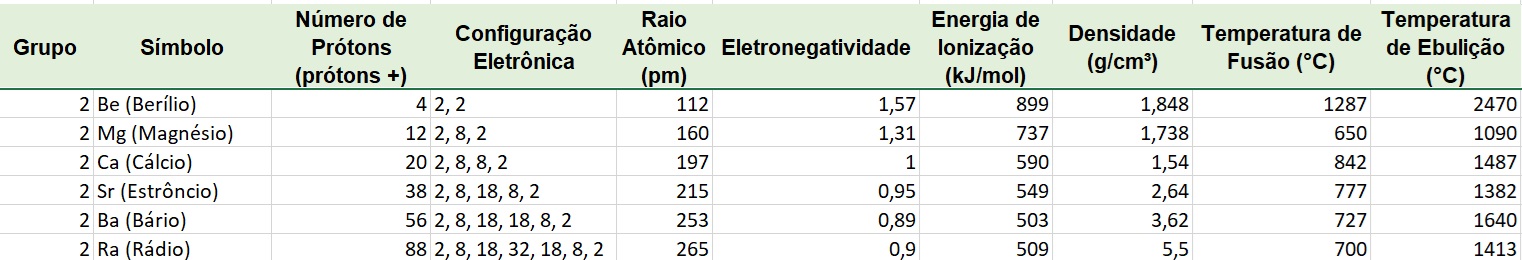 Grupo Símbolo Número de Prótons (prótons +) Configuração Eletrônica Raio Atômico (pm) Eletronegatividade Energia de Ionização (kJ/mol) Densidade (g/cm³) Temperatura de Fusão (°C) Temperatura de Ebulição (°C)
2 Be (Berílio) 4 2, 2 112 1,57 899 1,848 1287 2470
2 Mg (Magnésio) 12 2, 8, 2 160 1,31 737 1,738 650 1090
2 Ca (Cálcio) 20 2, 8, 8, 2 197 1 590 1,54 842 1487
2 Sr (Estrôncio) 38 2, 8, 18, 8, 2 215 0,95 549 2,64 777 1382
2 Ba (Bário) 56 2, 8, 18, 18, 8, 2 253 0,89 503 3,62 727 1640
2 Ra (Rádio) 88 2, 8, 18, 32, 18, 8, 2 265 0,9 509 5,5 700 1413